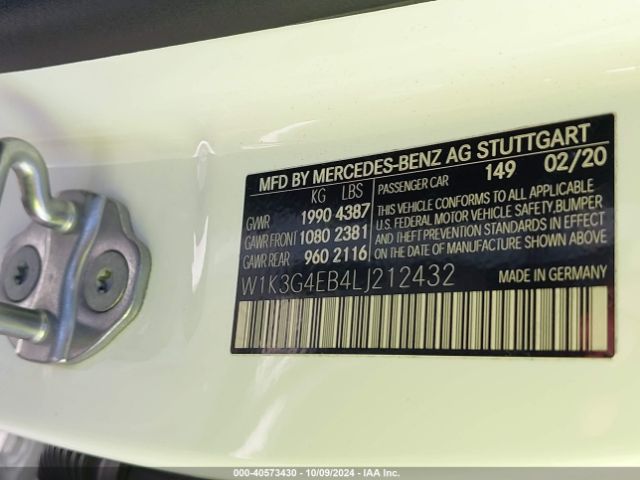 MFD BY MERCEDES-BENZ AG STUTTGART
KG LBS PASSENGER CAR 149 02/20
GVWR 1990 4387
GAWR FRONT 1080 2381
GAWR REAR 960 2116
THIS VEHICLE CONFORMS TO ALL APPLICABLE
U.S. FEDERAL MOTOR VEHICLE SAFETY, BUMPER
AND THEFT PREVENTION STANDARDS IN EFFECT
ON THE DATE OF MANUFACTURE SHOWN ABOVE
W1K3G4EB4LJ212432 MADE IN GERMANY
000-40573430 - 10/09/2024 - IAA Inc.